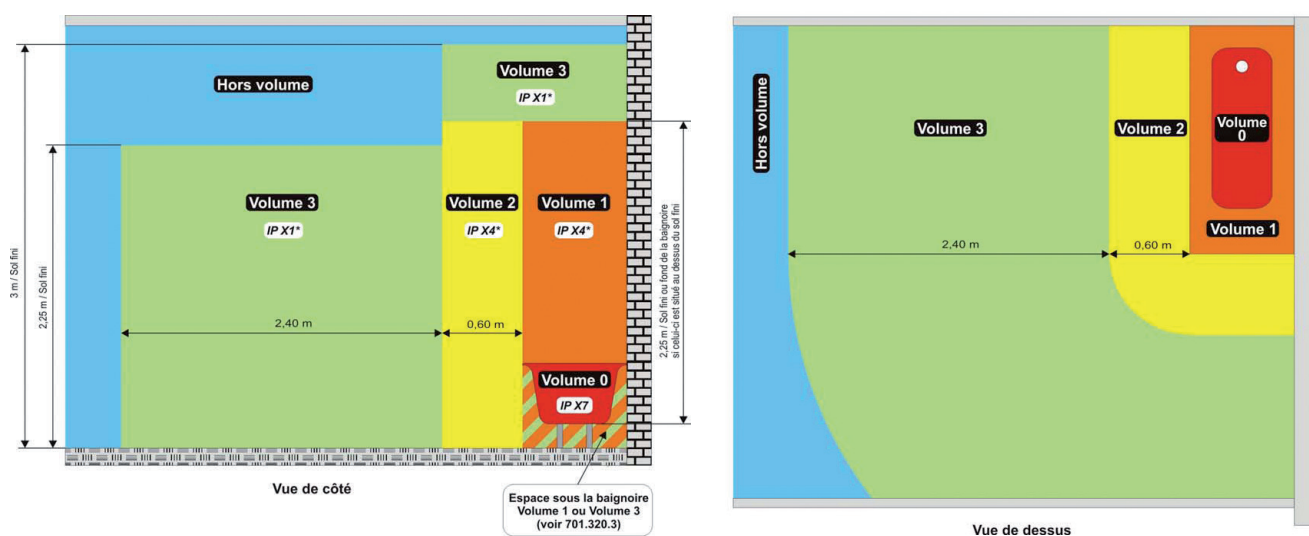 Hors volume
Volume 3
IP X1*
Volume 3
IP X1*
Volume 2
IP X4*
Volume 1
IP X4*
3 m / Sol fini
2,25 m / Sol fini
2,40 m
0,60 m
2,25 m / Sol fini ou fond de la baignoire
si celui-ci est situé au dessus du sol fini
Volume 0
IP X7
Vue de côté
Espace sous la baignoire
Volume 1 ou Volume 3
(voir 701.320.3)
Hors volume
Volume 3
Volume 2
Volume
0
Volume 1
2,40 m
0,60 m
Vue de dessus